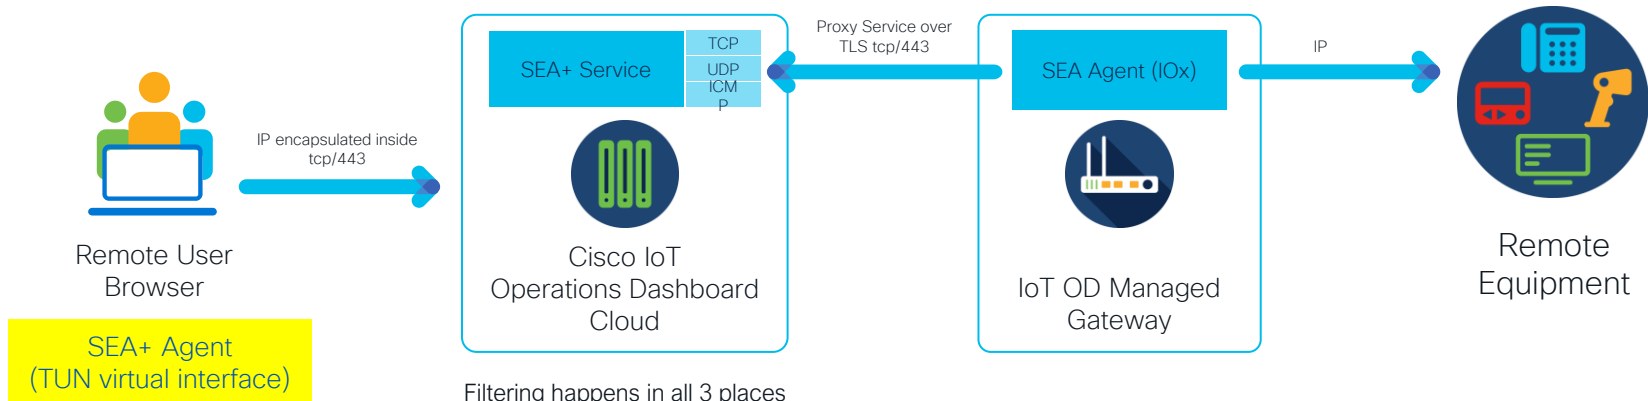 SEA+ Service
TCP
UDP
ICM
P
Proxy Service over
TLS tcp/443
SEA Agent (IOx)
IP
IP encapsulated inside
tcp/443
Remote User
Browser
Cisco IoT
Operations Dashboard
Cloud
IoT OD Managed
Gateway
Remote
Equipment
SEA+ Agent
(TUN virtual interface)
Filtering happens in all 3 places